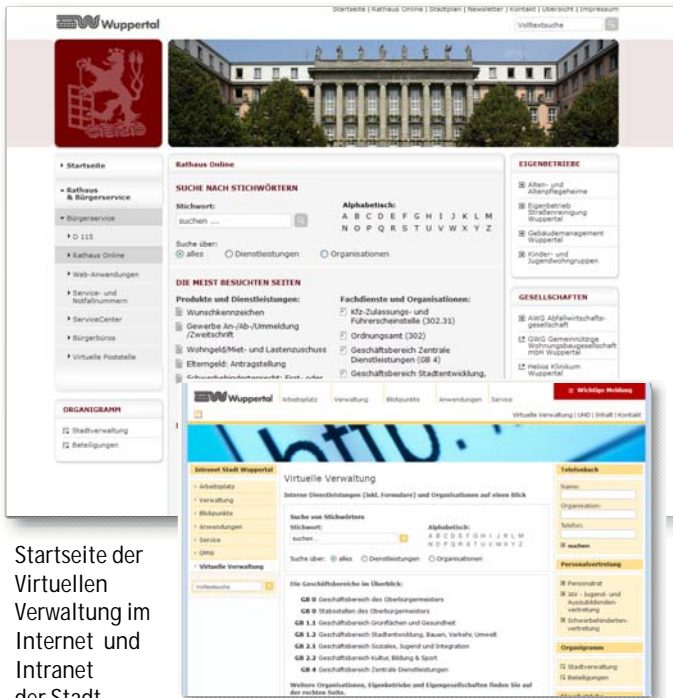 Startseite | Rathaus Online | Stadtplan | Newsletter | Kontakt | Übersicht | Impressum
Wuppertal
Volltextsuche
Startseite
Rathaus & Bürgerservice
Bürgerservice
D 115
Rathaus Online
Web-Anwendungen
Service- und Notfallnummern
ServiceCenter
Bürgerbüros
Virtuelle Poststelle
ORGANIGRAMM
Stadtverwaltung
Beteiligungen
Rathaus Online
SUCHE NACH STICHWÖRTERN
Stichwort:
suchen ...
Alphabetisch:
A B C D E F G H I J K L M
N O P Q R S T U V W X Y Z
Suche über:
alles Dienstleistungen Organisationen
DIE MEIST BESUCHTEN SEITEN
Produkte und Dienstleistungen:
Wunschkennzeichen
Gewerbe An-/Ab-/Ummeldung
/Zweitschrift
Wohngeld/Miet- und Lastenzuschuss
Elterngeld: Antragstellung
Schwerbehindertenrecht: Erst- oder
Fachdienste und Organisationen:
Kfz-Zulassungs- und
Führerscheinstelle (302.31)
Ordnungsamt (302)
Geschäftsbereich Zentrale
Dienstleistungen (GB 4)
Geschäftsbereich Stadtentwicklung,
EIGENBETRIEBE
Alten- und
Altenpflegeheime
Eigenbetrieb
Straßenreinigung
Wuppertal
Gebäudemanagement
Wuppertal
Kinder- und
Jugendwohngruppen
GESELLSCHAFTEN
AWG Abfallwirtschafts-
gesellschaft
GWG Gemeinnützige
Wohnungsbaugesellschaft
mbH Wuppertal
Helios Klinikum
Wuppertal
Wuppertal
Arbeitsplatz Verwaltung Blickpunkte Anwendungen Service
Wichtige Meldung
Virtuelle Verwaltung | UHD | Inhalt | Kontakt
http.
Intranet Stadt Wuppertal
Arbeitsplatz
Verwaltung
Blickpunkte
Anwendungen
Service
Virtuelle Verwaltung
Volltextsuche
Virtuelle Verwaltung
Interne Dienstleistungen (inkl. Formulare) und Organisationen auf einen Blick
Suche von Stichwörtern
Stichwort:
suchen ...
Alphabetisch:
A B C D E F G H I J K L M
N O P Q R S T U V W X Y Z
Suche über: alles Dienstleistungen Organisationen
Die Geschäftsbereiche im Überblick:
GB 0 Geschäftsbereich des Oberbürgermeisters
GB 0 Stabsstellen des Oberbürgermeisters
GB 1.1 Geschäftsbereich Grünflächen und Gesundheit
GB 1.2 Geschäftsbereich Stadtentwicklung, Bauen, Verkehr, Umwelt
GB 2.1 Geschäftsbereich Soziales, Jugend und Integration
GB 2.2 Geschäftsbereich Kultur, Bildung & Sport
GB 4 Geschäftsbereich Zentrale Dienstleistungen
Weitere Organisationen, Eigenbetriebe und Eigengesellschaften finden Sie auf
der rechten Seite.
Telefonbuch
Name:
Organisation:
Telefon:
suchen
Personalvertretung
Personalrat
JAV - Jugend- und
Auszubildenden-
vertretung
Schwerbehinderten-
vertretung
Organigramm
Stadtverwaltung
Beteiligungen
Startseite der
Virtuellen
Verwaltung im
Internet und
Intranet
der Stadt